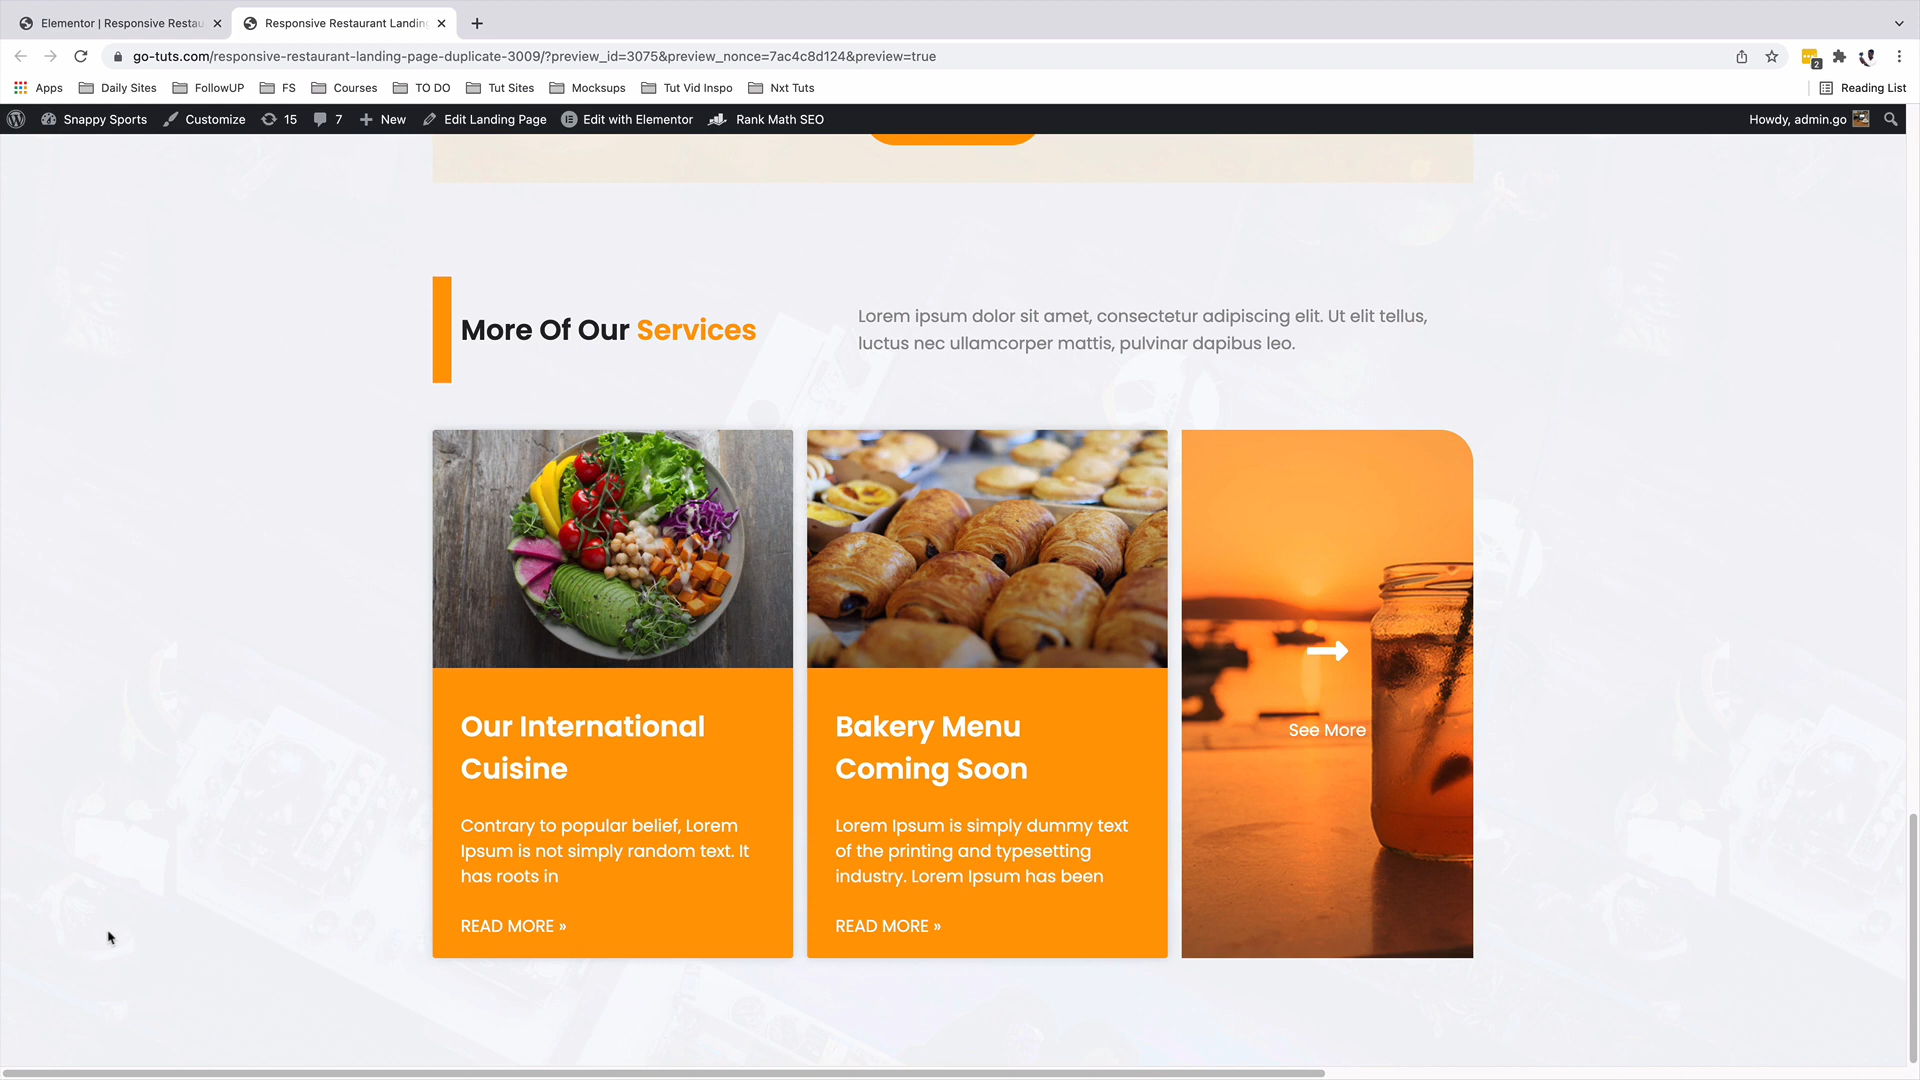 Elementor | Responsive Restau
Responsive Restaurant Landing
go-tuts.com/responsive-restaurant-landing-page-duplicate-3009/?preview_id=3075&preview_nonce=7ac4c8d124&preview=true
2
Apps Daily Sites FollowUP FS Courses TO DO Tut Sites Mocksups Tut Vid Inspo Nxt Tuts Reading List
Snappy Sports Customize 15 7 New Edit Landing Page Edit with Elementor Rank Math SEO Howdy, admin.go
More Of Our Services
Lorem ipsum dolor sit amet, consectetur adipiscing elit. Ut elit tellus,
luctus nec ullamcorper mattis, pulvinar dapibus leo.
Our International
Cuisine
Contrary to popular belief, Lorem
Ipsum is not simply random text. It
has roots in
READ MORE »
Bakery Menu
Coming Soon
Lorem Ipsum is simply dummy text
of the printing and typesetting
industry. Lorem Ipsum has been
READ MORE »
See More